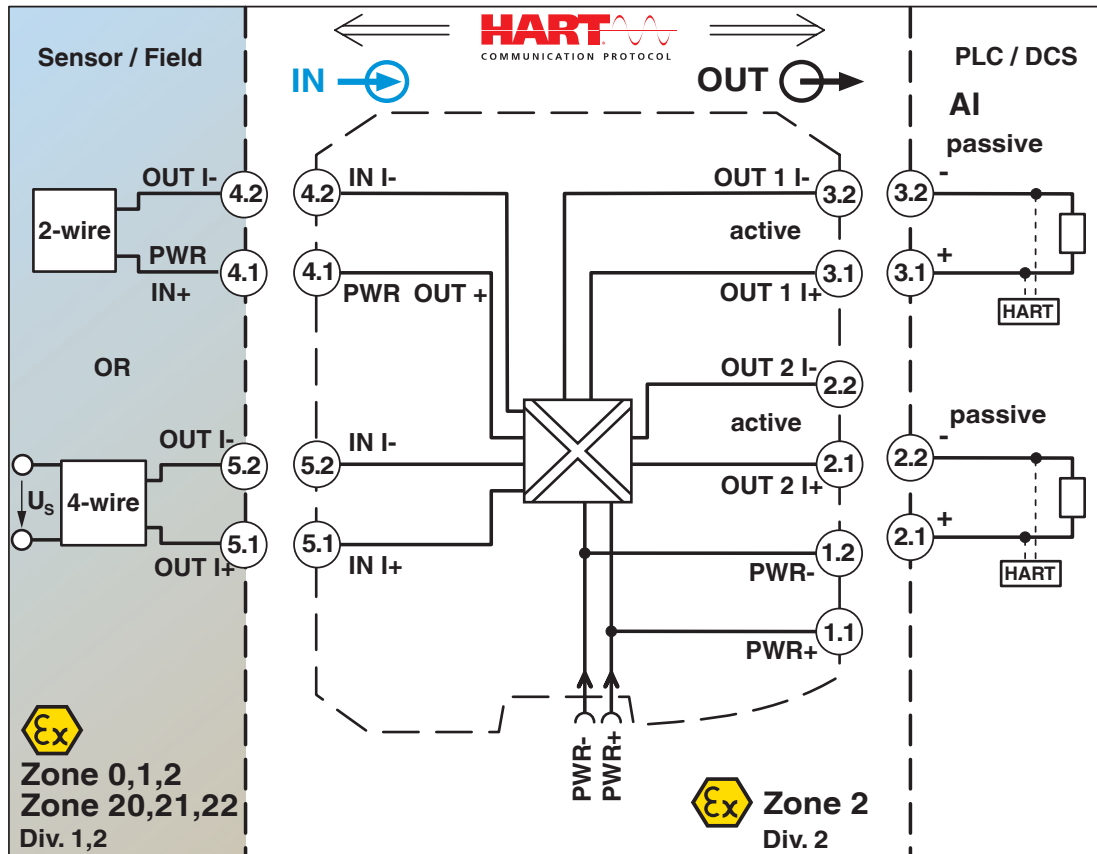 HART
COMMUNICATION PROTOCOL
Sensor / Field
PLC / DCS
IN
OUT
AI
passive
OUT I-
4.2
4.2
IN I-
OUT 1 I-
3.2
3.2
-
2-wire
active
PWR
4.1
4.1
3.1
3.1
+
IN+
PWR OUT +
OUT 1 I+
HART
OR
OUT 2 I-
2.2
passive
active
OUT I-
5.2
5.2
IN I-
2.1
2.2
-
US
4-wire
OUT 2 I+
5.1
5.1
1.2
2.1
+
OUT I+
IN I+
PWR-
HART
1.1
PWR+
PWR-
PWR+
Ex
Zone 0,1,2
Zone 20,21,22
Div. 1,2
Ex
Zone 2
Div. 2